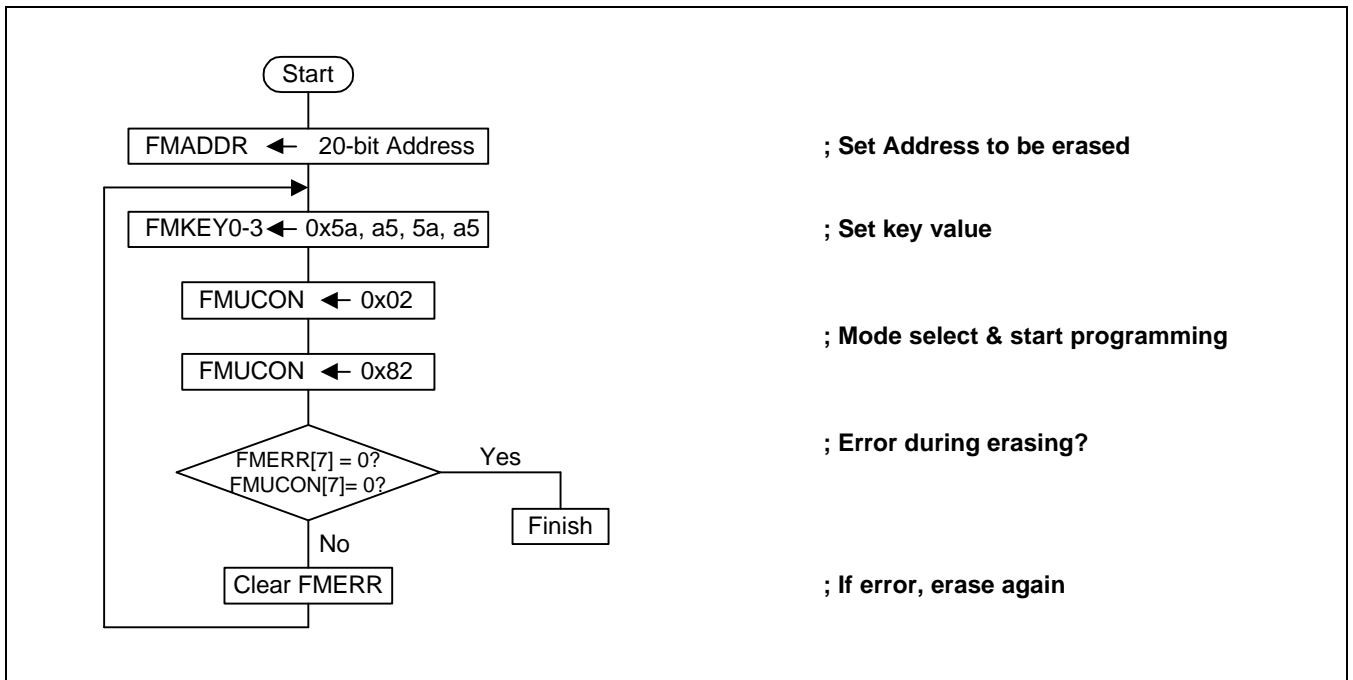 Start
FMADDR ← 20-bit Address
; Set Address to be erased
FMKEY0-3 ← 0x5a, a5, 5a, a5
; Set key value
FMUCON ← 0x02
; Mode select & start programming
FMUCON ← 0x82
; Error during erasing?
FMERR[7] = 0?
FMUCON[7]= 0?
Yes
Finish
No
Clear FMERR
; If error, erase again